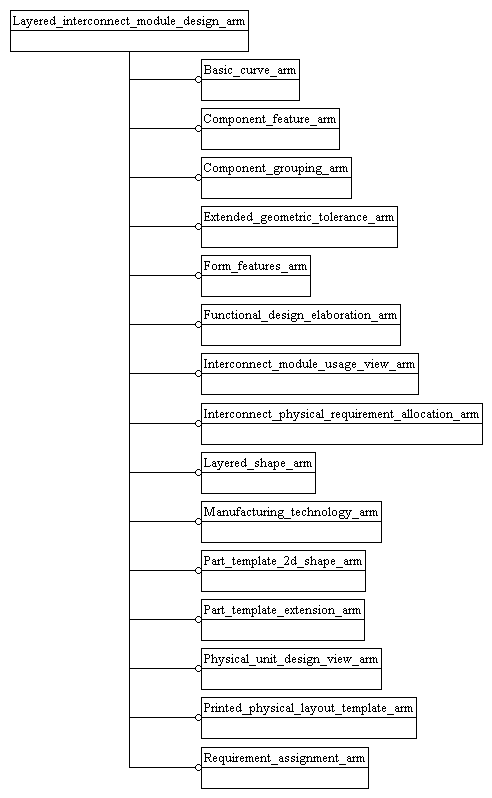 Layered_interconnect_module_design_arm
Basic_curve_arm
Component_feature_arm
Component_grouping_arm
Extended_geometric_tolerance_arm
Form_features_arm
Functional_design_elaboration_arm
Interconnect_module_usage_view_arm
Interconnect_physical_requirement_allocation_arm
Layered_shape_arm
Manufacturing_technology_arm
Part_template_2d_shape_arm
Part_template_extension_arm
Physical_unit_design_view_arm
Printed_physical_layout_template_arm
Requirement_assignment_arm